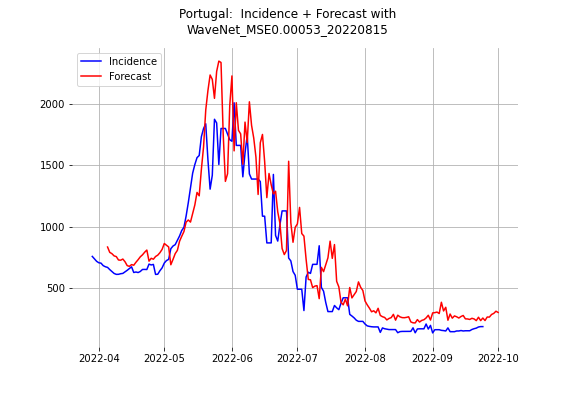 Portugal:  Incidence + Forecast with
WaveNet_MSE0.00053_20220815
Incidence
Forecast
2000
1500
1000
500
2022-04 2022-05 2022-06 2022-07 2022-08 2022-09 2022-10